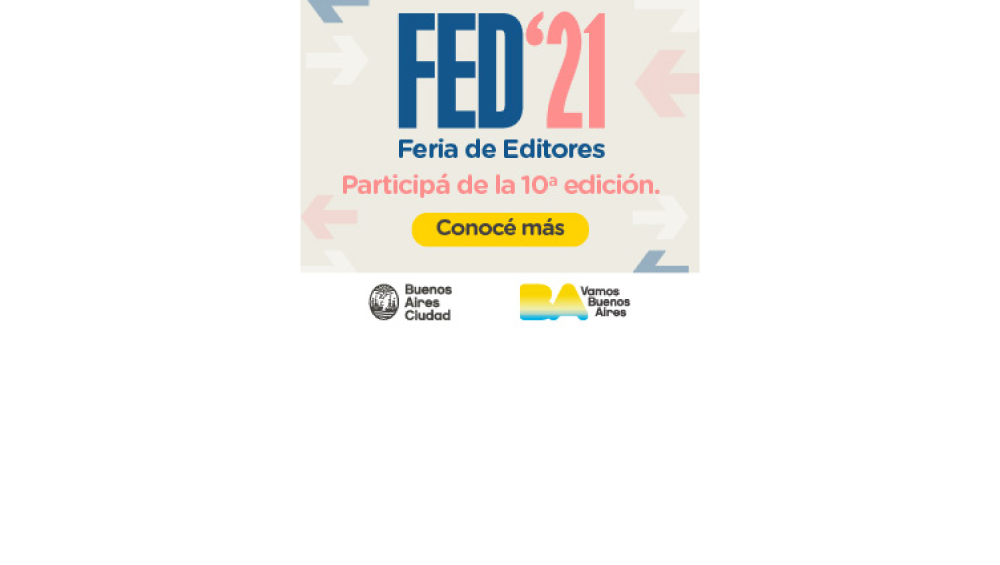 FED'21
Feria de Editores
Participá de la 10ª edición.
Conocé más
Buenos
Aires
Ciudad
BA
Vamos
Buenos
Aires